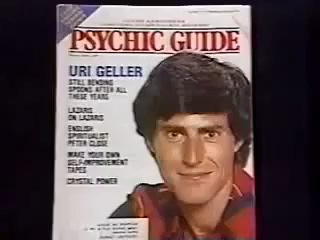 PSYCHIC GUIDE
URI GELLER
STILL BENDING
SPOONS AFTER ALL
THESE YEARS
LAZARIS
ON LAZARIS
ENGLISH
SPIRITUALIST
PETER CLOSE
MAKE YOUR OWN
SELF-IMPROVEMENT
TAPES
CRYSTAL POWER